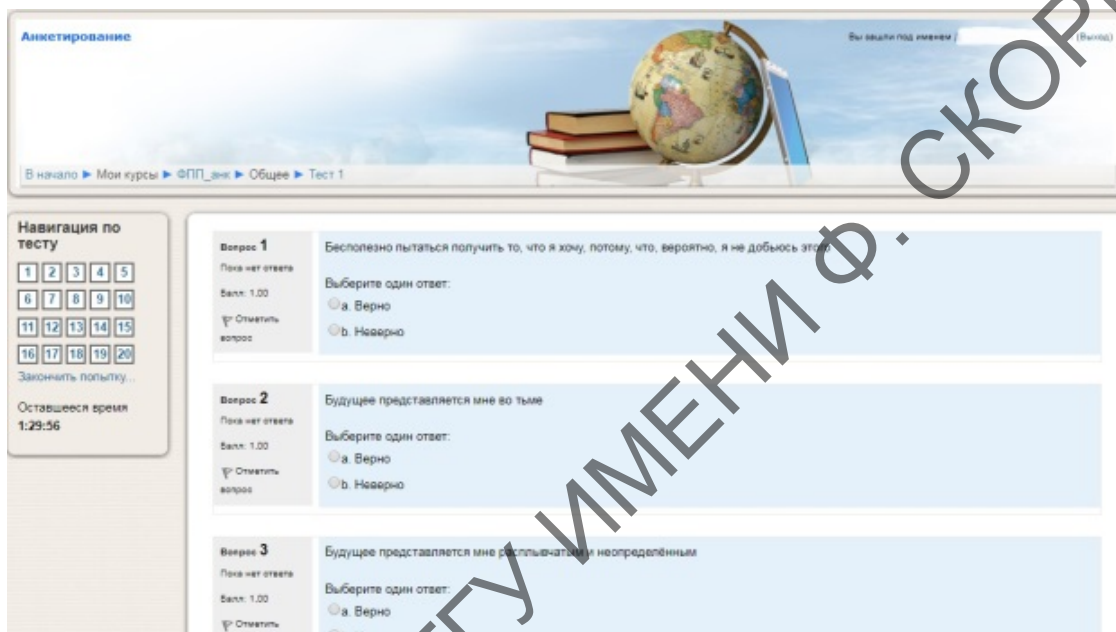 Анкетирование
Вы зашли под именем / (Выход)
В начало ► Мои курсы ► ФПП_анк ► Общее ► Тест 1
Навигация по
тесту
1 2 3 4 5
6 7 8 9 10
11 12 13 14 15
16 17 18 19 20
Закончить попытку...
Оставшееся время
1:29:56
Вопрос 1
Пока нет ответа
Балл: 1,00
Отметить
вопрос
Бесполезно пытаться получить то, что я хочу, потому, что, вероятно, я не добьюсь этого
Выберите один ответ:
a. Верно
b. Неверно
Вопрос 2
Пока нет ответа
Балл: 1,00
Отметить
вопрос
Будущее представляется мне во тьме
Выберите один ответ:
a. Верно
b. Неверно
Вопрос 3
Пока нет ответа
Балл: 1,00
Отметить
Будущее представляется мне расплывчатым и неопределённым
Выберите один ответ:
a. Верно
ГУ ИМЕНИ Ф. СКОР